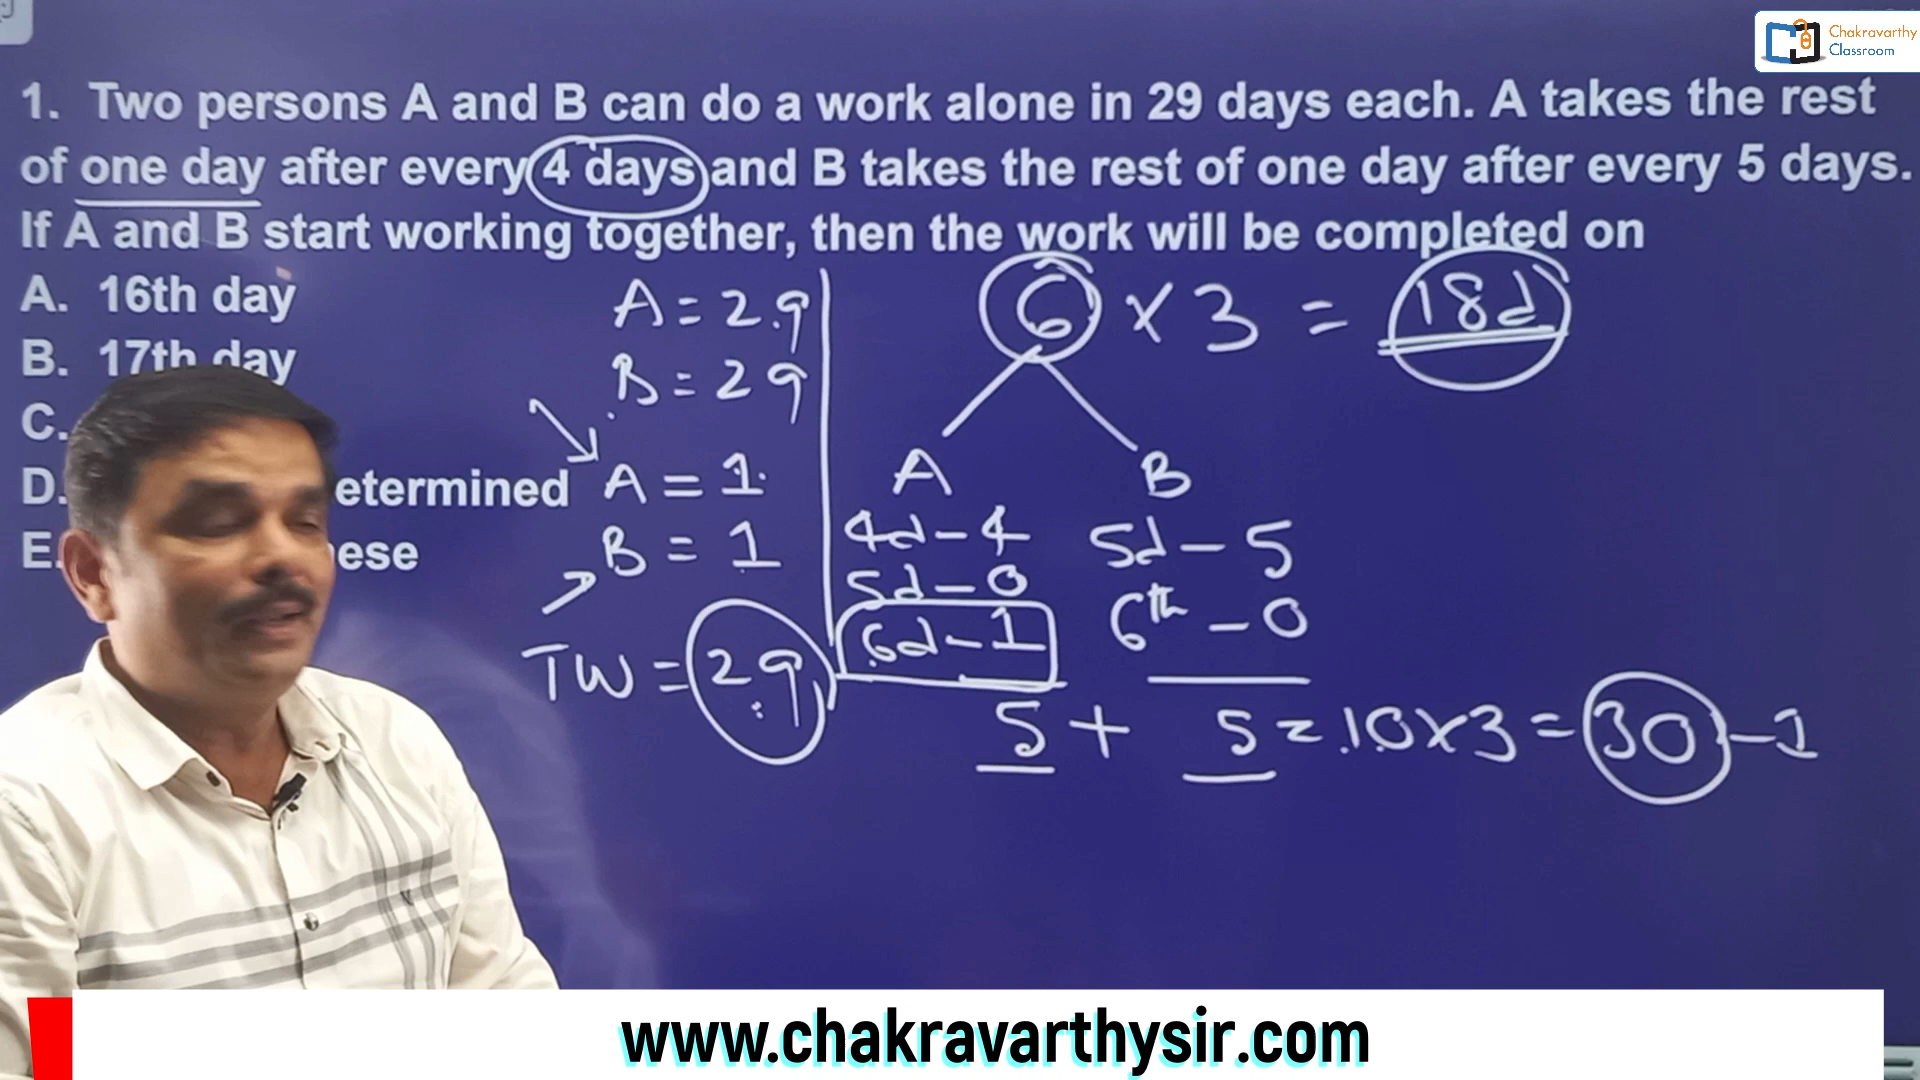 Chakravarthy
Classroom
1. Two persons A and B can do a work alone in 29 days each. A takes the rest
of one day after every 4 days and B takes the rest of one day after every 5 days.
If A and B start working together, then the work will be completed on
A. 16th day
B. 17th day
C.
D. etermined
E. ese
A = 29
B = 29
A = 1
B = 1
TW = 29
6 × 3 = 18d
A B
4d - 4 5d - 5
5d - 0 6th - 0
6d - 1
5 + 5 = 10 × 3 = 30 - 1
www.chakravarthysir.com